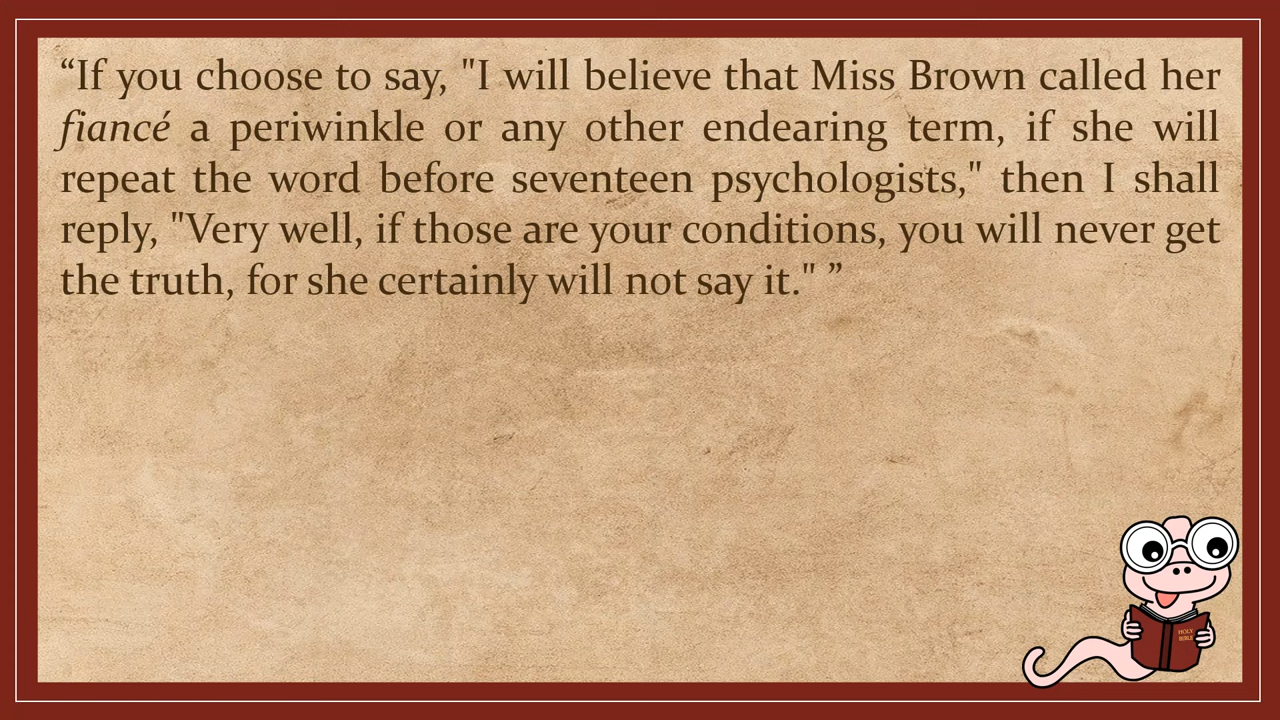 “If you choose to say, "I will believe that Miss Brown called her
fiancé a periwinkle or any other endearing term, if she will
repeat the word before seventeen psychologists," then I shall
reply, "Very well, if those are your conditions, you will never get
the truth, for she certainly will not say it." ”
HOLY
BIBLE